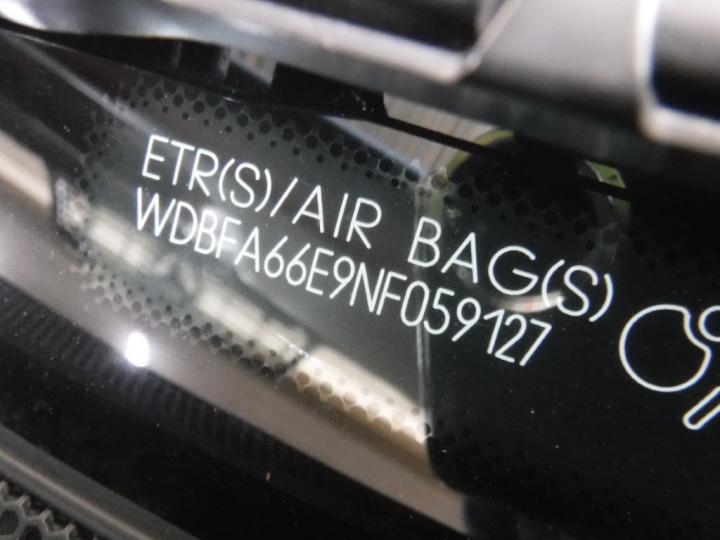 ETR(S)/AIR BAG(S)
WDBFA66E9NF059127